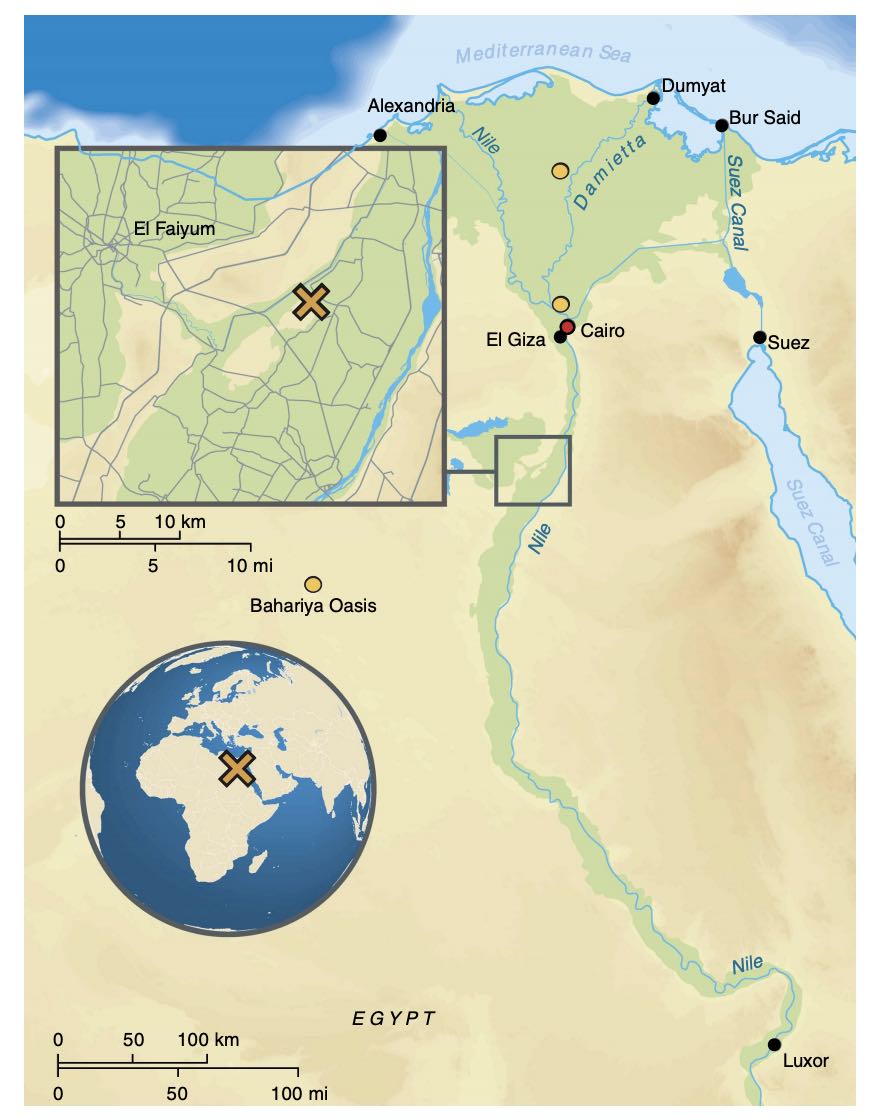 Mediterranean Sea
Dumyat
Alexandria
Bur Said
Nile
Damietta
Suez Canal
El Faiyum
El Giza
Cairo
Suez
Suez Canal
Nile
0 5 10 km
0 5 10 mi
Bahariya Oasis
Nile
EGYPT
0 50 100 km
0 50 100 mi
Luxor